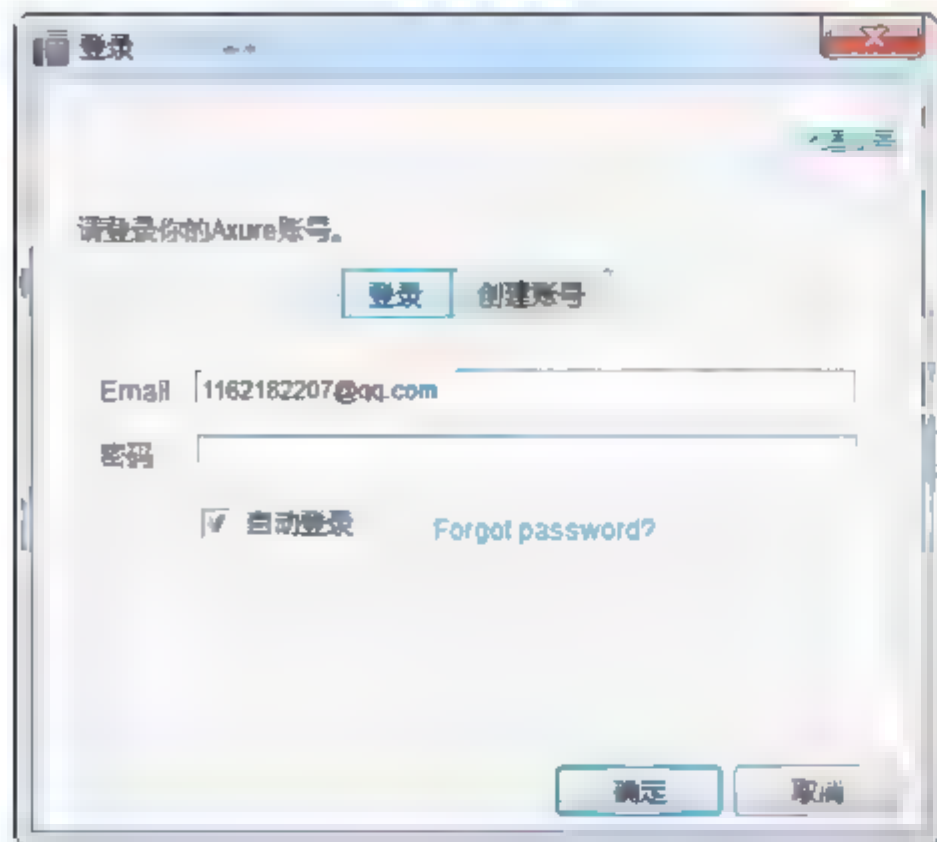 登录
请登录你的Axure账号。
登录 创建账号
Email 1162182207@qq.com
密码
自动登录 Forgot password?
确定 取消